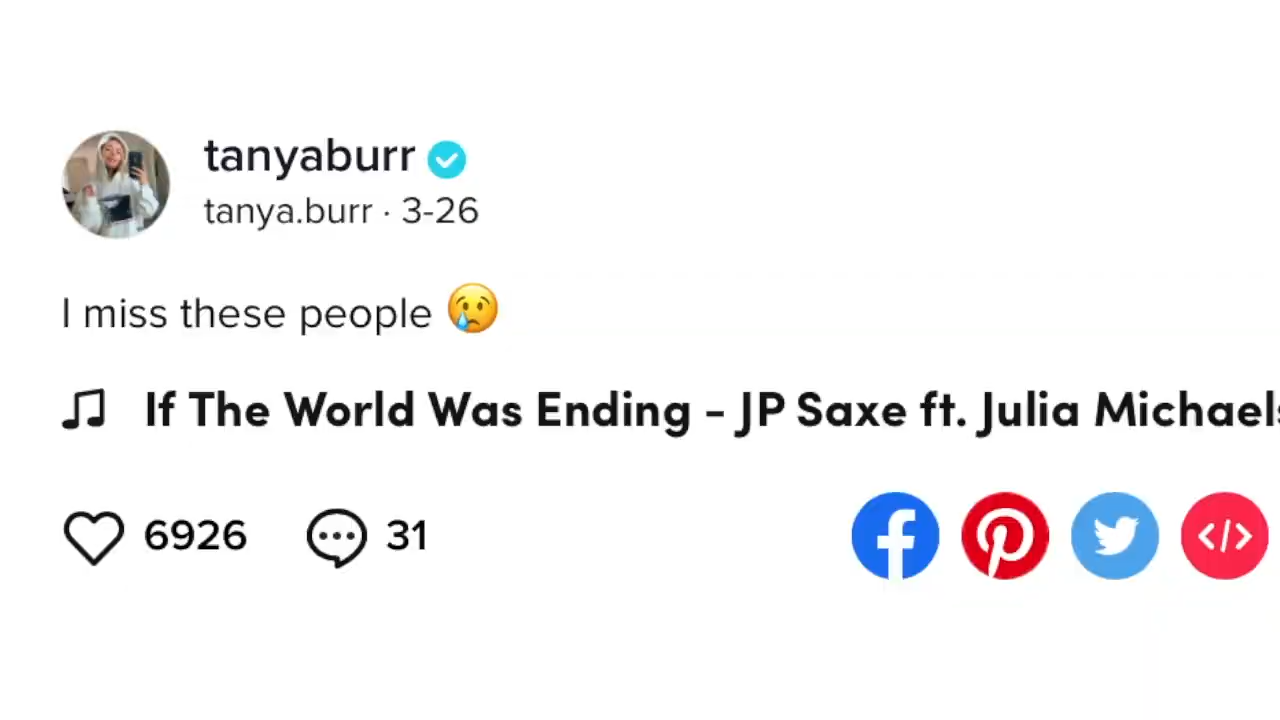 tanyaburr
tanya.burr · 3-26
I miss these people 😢
If The World Was Ending - JP Saxe ft. Julia Michaels
6926 31